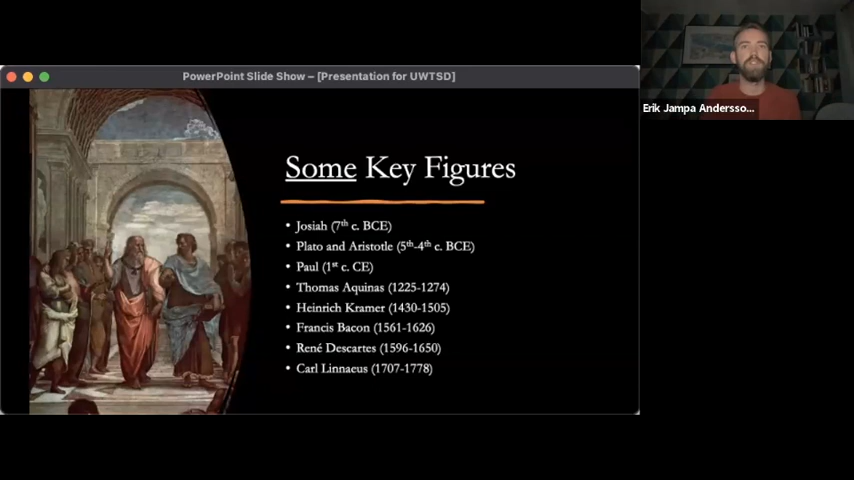 PowerPoint Slide Show – [Presentation for UWTSD]
Erik Jampa Andersso...
Some Key Figures
• Josiah (7th c. BCE)
• Plato and Aristotle (5th-4th c. BCE)
• Paul (1st c. CE)
• Thomas Aquinas (1225-1274)
• Heinrich Kramer (1430-1505)
• Francis Bacon (1561-1626)
• René Descartes (1596-1650)
• Carl Linnaeus (1707-1778)